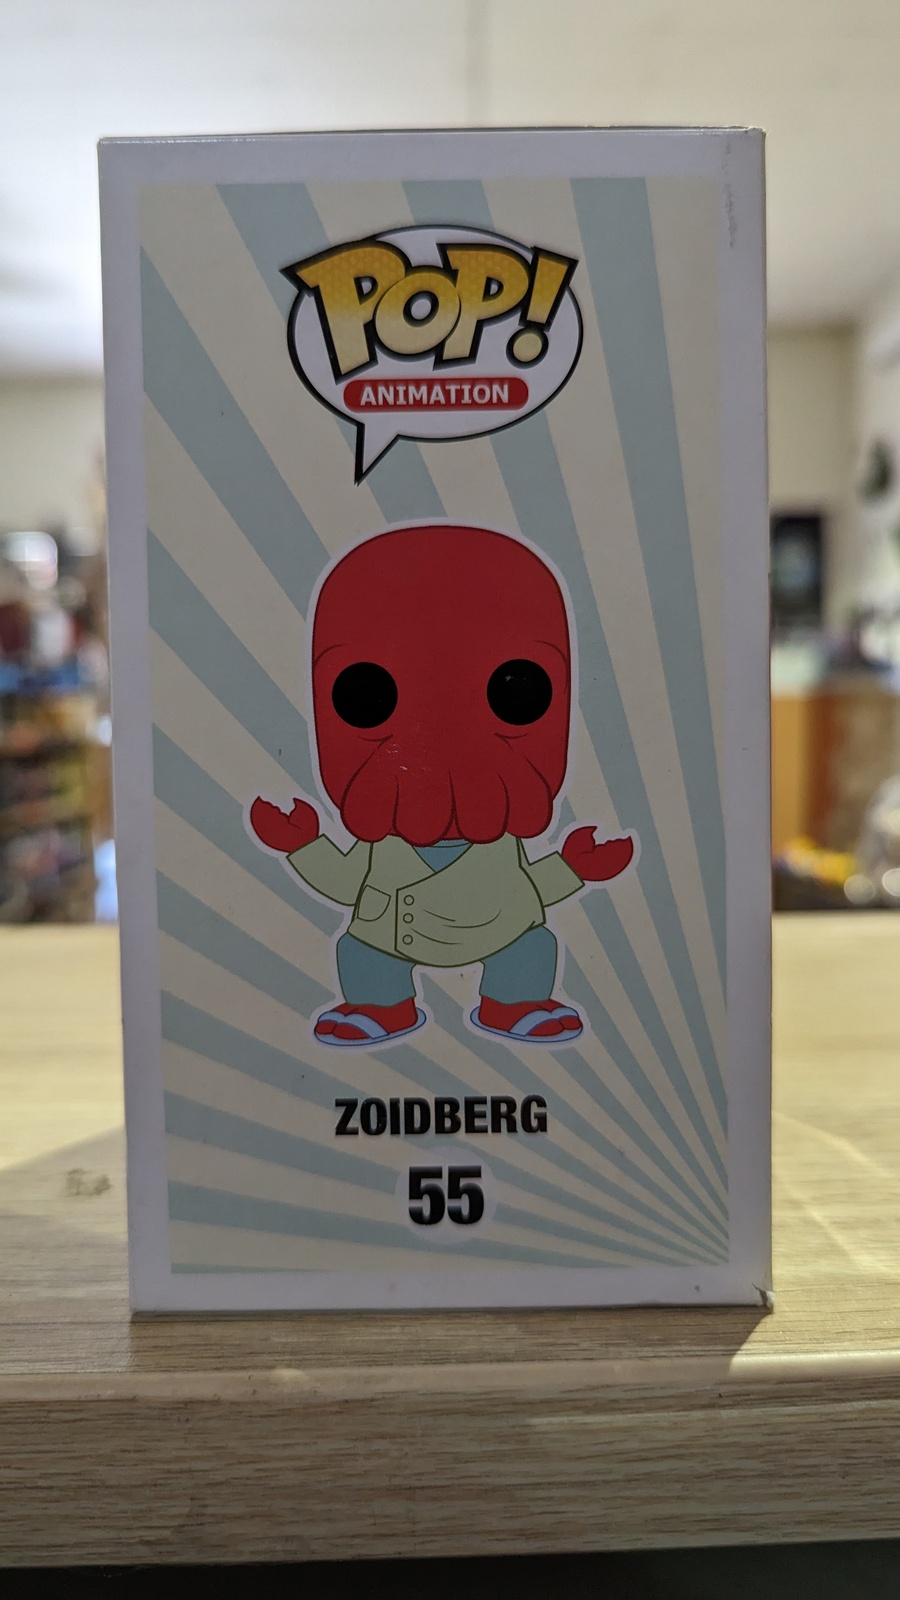 POP!
ANIMATION
ZOIDBERG
55